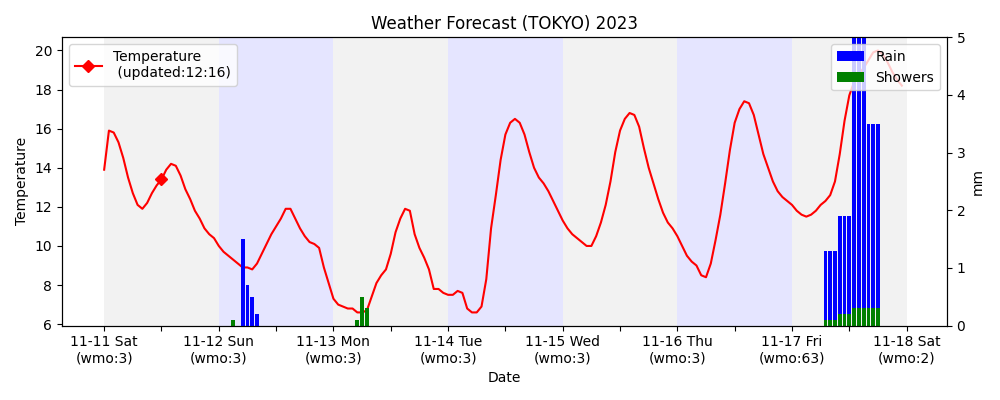 Weather Forecast (TOKYO) 2023
Temperature
(updated:12:16)
Rain
Showers
20
18
16
14
12
10
8
6
Temperature
5
4
3
2
1
0
mm
11-11 Sat
(wmo:3)
11-12 Sun
(wmo:3)
11-13 Mon
(wmo:3)
11-14 Tue
(wmo:3)
11-15 Wed
(wmo:3)
11-16 Thu
(wmo:3)
11-17 Fri
(wmo:63)
11-18 Sat
(wmo:2)
Date